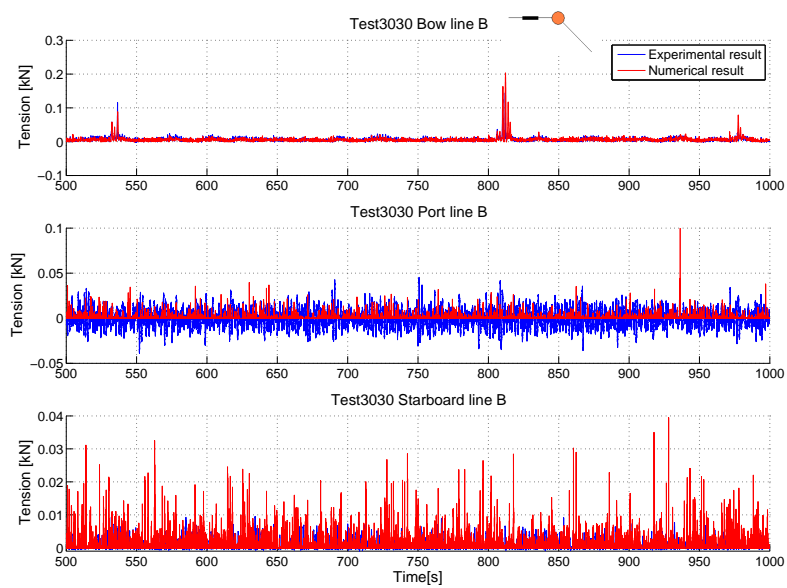 Test3030 Bow line B
Experimental result
Numerical result
Tension [kN]
0.3
0.2
0.1
0
−0.1
500 550 600 650 700 750 800 850 900 950 1000
Test3030 Port line B
Tension [kN]
0.1
0.05
0
−0.05
500 550 600 650 700 750 800 850 900 950 1000
Test3030 Starboard line B
Tension [kN]
0.04
0.03
0.02
0.01
0
500 550 600 650 700 750 800 850 900 950 1000
Time[s]